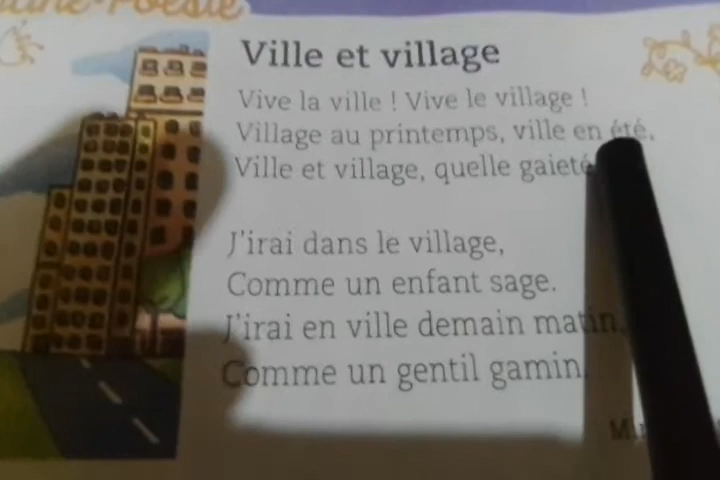 Ville et village
Vive la ville ! Vive le village !
Village au printemps, ville en été.
Ville et village, quelle gaieté
J'irai dans le village,
Comme un enfant sage.
J'irai en ville demain matin,
Comme un gentil gamin.